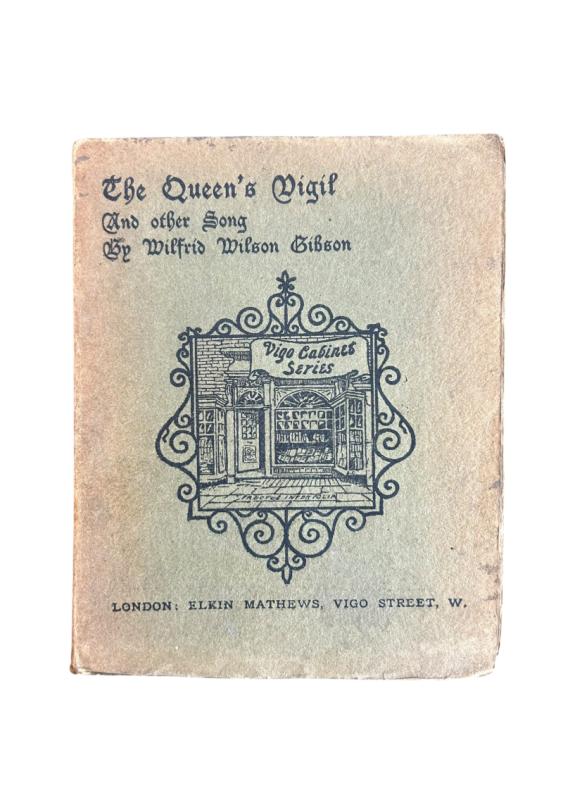 The Queen's Vigil
And other Song
By Wilfrid Wilson Gibson
Vigo Cabinet
Series
LONDON: ELKIN MATHEWS, VIGO STREET, W.